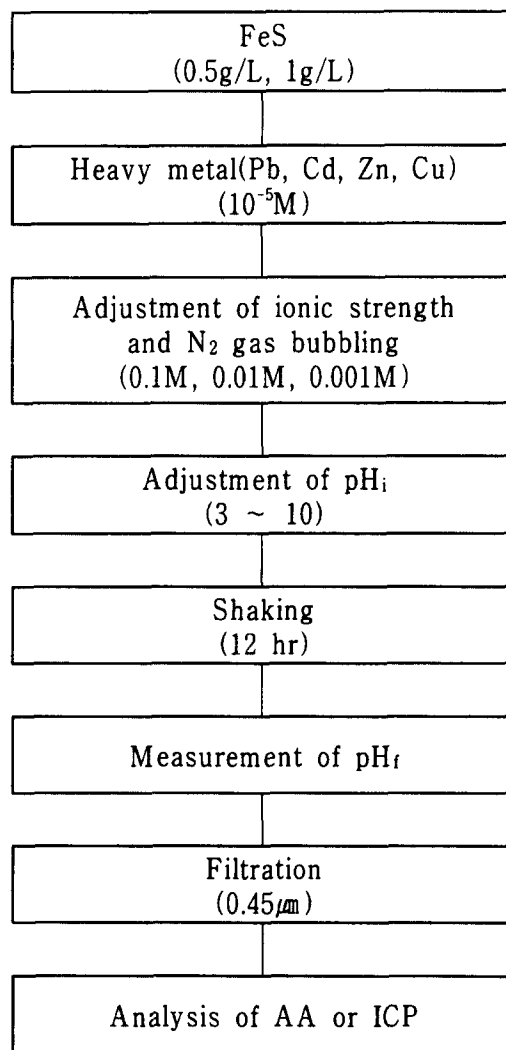 FeS
(0.5g/L, 1g/L)
Heavy metal(Pb, Cd, Zn, Cu)
(10⁻⁵M)
Adjustment of ionic strength
and N₂ gas bubbling
(0.1M, 0.01M, 0.001M)
Adjustment of pHᵢ
(3 ~ 10)
Shaking
(12 hr)
Measurement of pHf
Filtration
(0.45㎛)
Analysis of AA or ICP